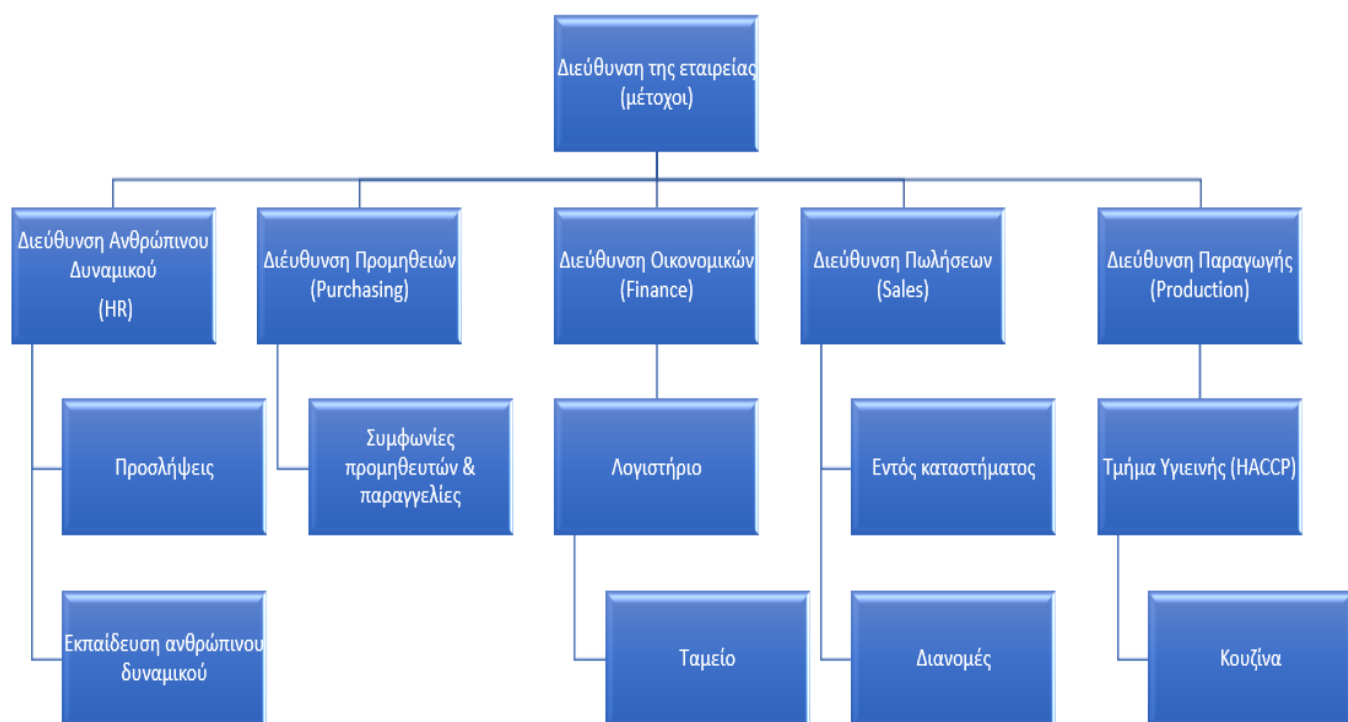 Διεύθυνση της εταιρείας
(μέτοχοι)
Διεύθυνση Ανθρώπινου
Δυναμικού
(HR)
Διέυθυνση Προμηθειών
(Purchasing)
Διεύθυνση Οικονομικών
(Finance)
Διεύθυνση Πωλήσεων
(Sales)
Διεύθυνση Παραγωγής
(Production)
Προσλήψεις
Συμφωνίες
προμηθευτών &
παραγγελίες
Λογιστήριο
Εντός καταστήματος
Τμήμα Υγιεινής (HACCP)
Εκπαίδευση ανθρώπινου
δυναμικού
Ταμείο
Διανομές
Κουζίνα